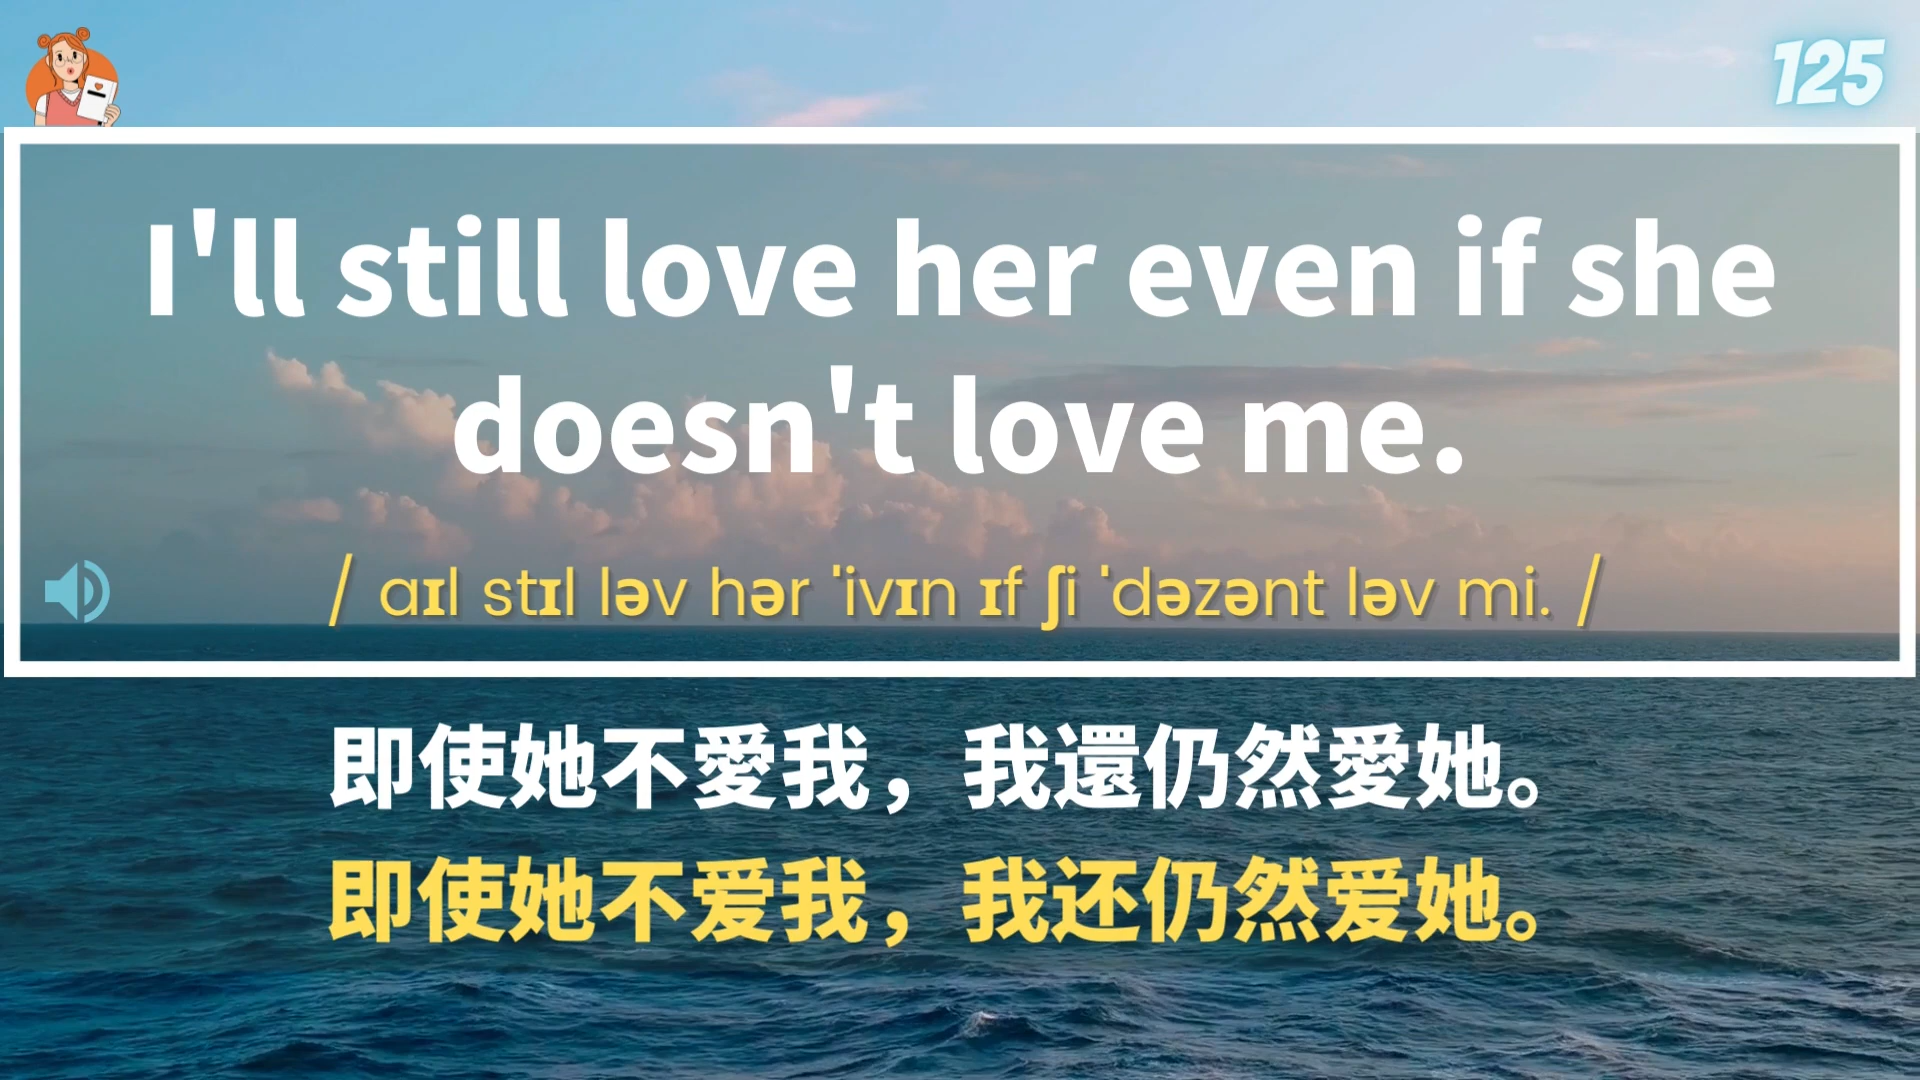 125
I'll still love her even if she
doesn't love me.
/ aɪl stɪl ləv hər ˈivɪn ɪf ʃi ˈdəzənt ləv mi. /
即使她不愛我，我還仍然愛她。
即使她不爱我，我还仍然爱她。